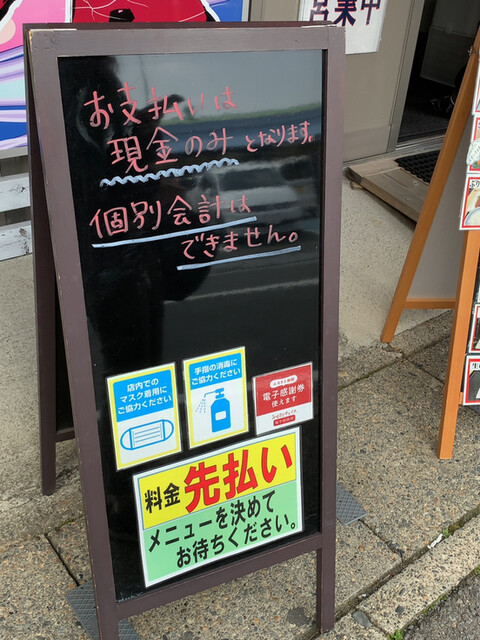 営業中
お支払いは
現金のみとなります。
個別会計は
できません。
店内での
マスク着用に
ご協力ください
手指の消毒に
ご協力ください
電子感謝券
使えます
料金先払い
メニューを決めて
お待ちください。